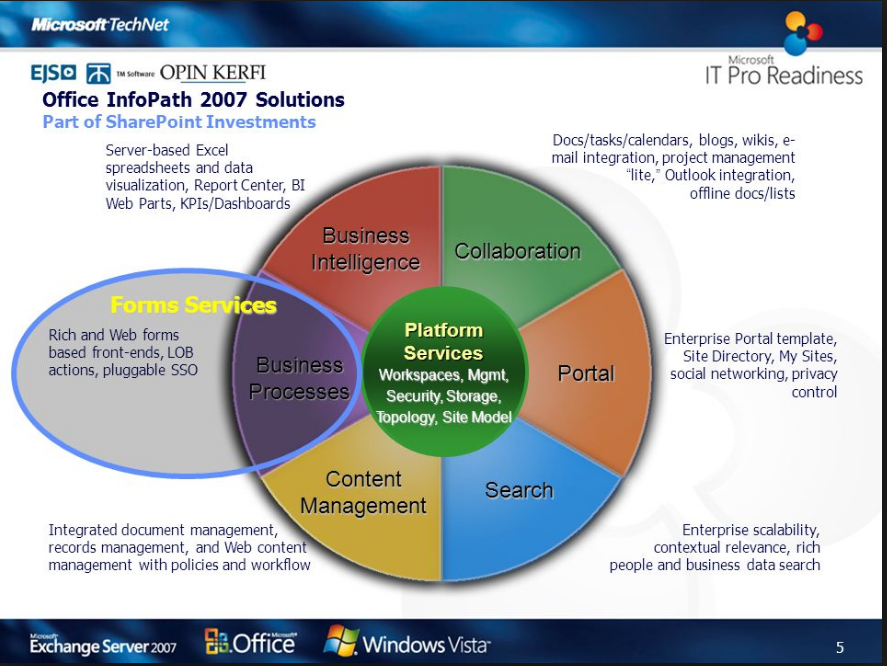 Microsoft TechNet
Microsoft
IT Pro Readiness
EJS TM Software OPIN KERFI
Office InfoPath 2007 Solutions
Part of SharePoint Investments
Server-based Excel
spreadsheets and data
visualization, Report Center, BI
Web Parts, KPIs/Dashboards
Docs/tasks/calendars, blogs, wikis, e-
mail integration, project management
“lite,” Outlook integration,
offline docs/lists
Business
Intelligence
Collaboration
Forms Services
Rich and Web forms
based front-ends, LOB
actions, pluggable SSO
Business
Processes
Platform
Services
Workspaces, Mgmt,
Security, Storage,
Topology, Site Model
Portal
Enterprise Portal template,
Site Directory, My Sites,
social networking, privacy
control
Content
Management
Search
Integrated document management,
records management, and Web content
management with policies and workflow
Enterprise scalability,
contextual relevance, rich
people and business data search
Microsoft
Exchange Server 2007
Microsoft
Office
Windows Vista
5